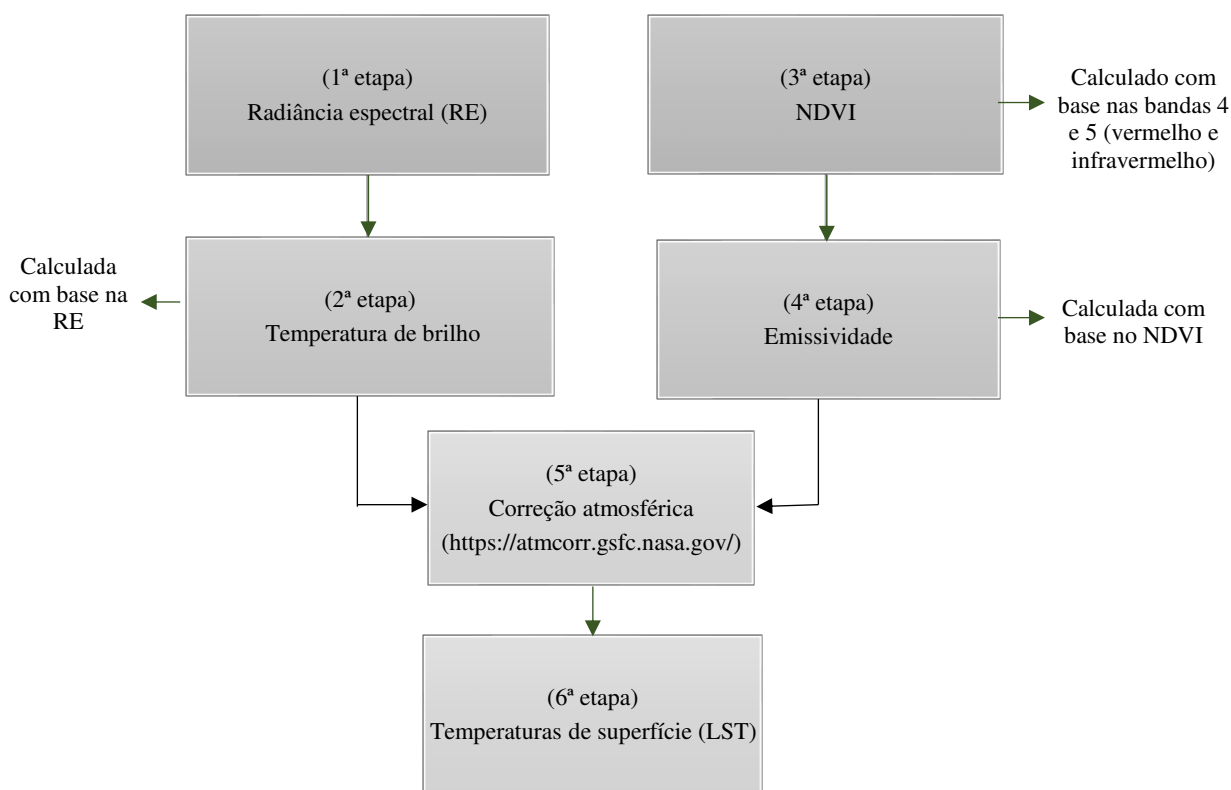 (1ª etapa)
Radiância espectral (RE)
(3ª etapa)
NDVI
Calculado com
base nas bandas 4
e 5 (vermelho e
infravermelho)
Calculada
com base na
RE
(2ª etapa)
Temperatura de brilho
(4ª etapa)
Emissividade
Calculada com
base no NDVI
(5ª etapa)
Correção atmosférica
(https://atmcorr.gsfc.nasa.gov/)
(6ª etapa)
Temperaturas de superfície (LST)